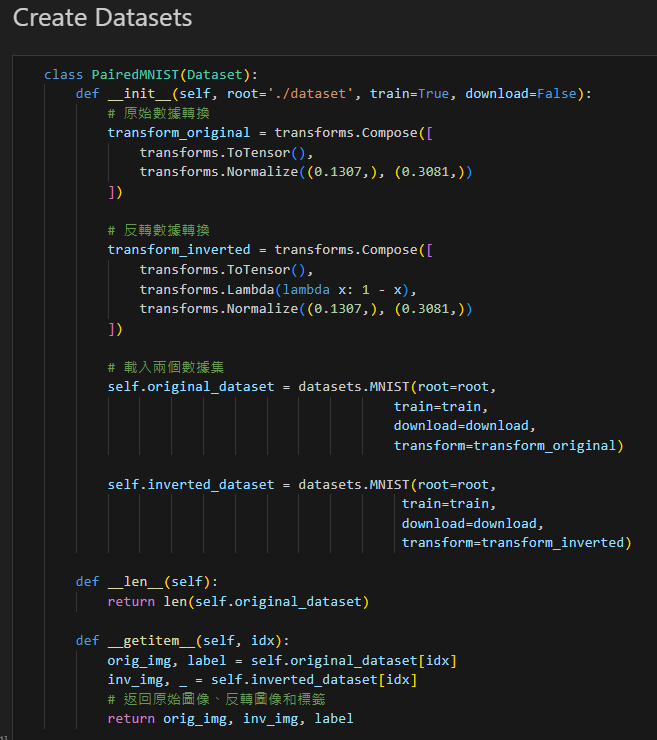 Create Datasets
class PairedMNIST(Dataset):
def __init__(self, root='./dataset', train=True, download=False):
# 原始數據轉換
transform_original = transforms.Compose([
transforms.ToTensor(),
transforms.Normalize((0.1307,), (0.3081,))
])
# 反轉數據轉換
transform_inverted = transforms.Compose([
transforms.ToTensor(),
transforms.Lambda(lambda x: 1 - x),
transforms.Normalize((0.1307,), (0.3081,))
])
# 載入兩個數據集
self.original_dataset = datasets.MNIST(root=root,
train=train,
download=download,
transform=transform_original)
self.inverted_dataset = datasets.MNIST(root=root,
train=train,
download=download,
transform=transform_inverted)
def __len__(self):
return len(self.original_dataset)
def __getitem__(self, idx):
orig_img, label = self.original_dataset[idx]
inv_img, _ = self.inverted_dataset[idx]
# 返回原始圖像、反轉圖像和標籤
return orig_img, inv_img, label